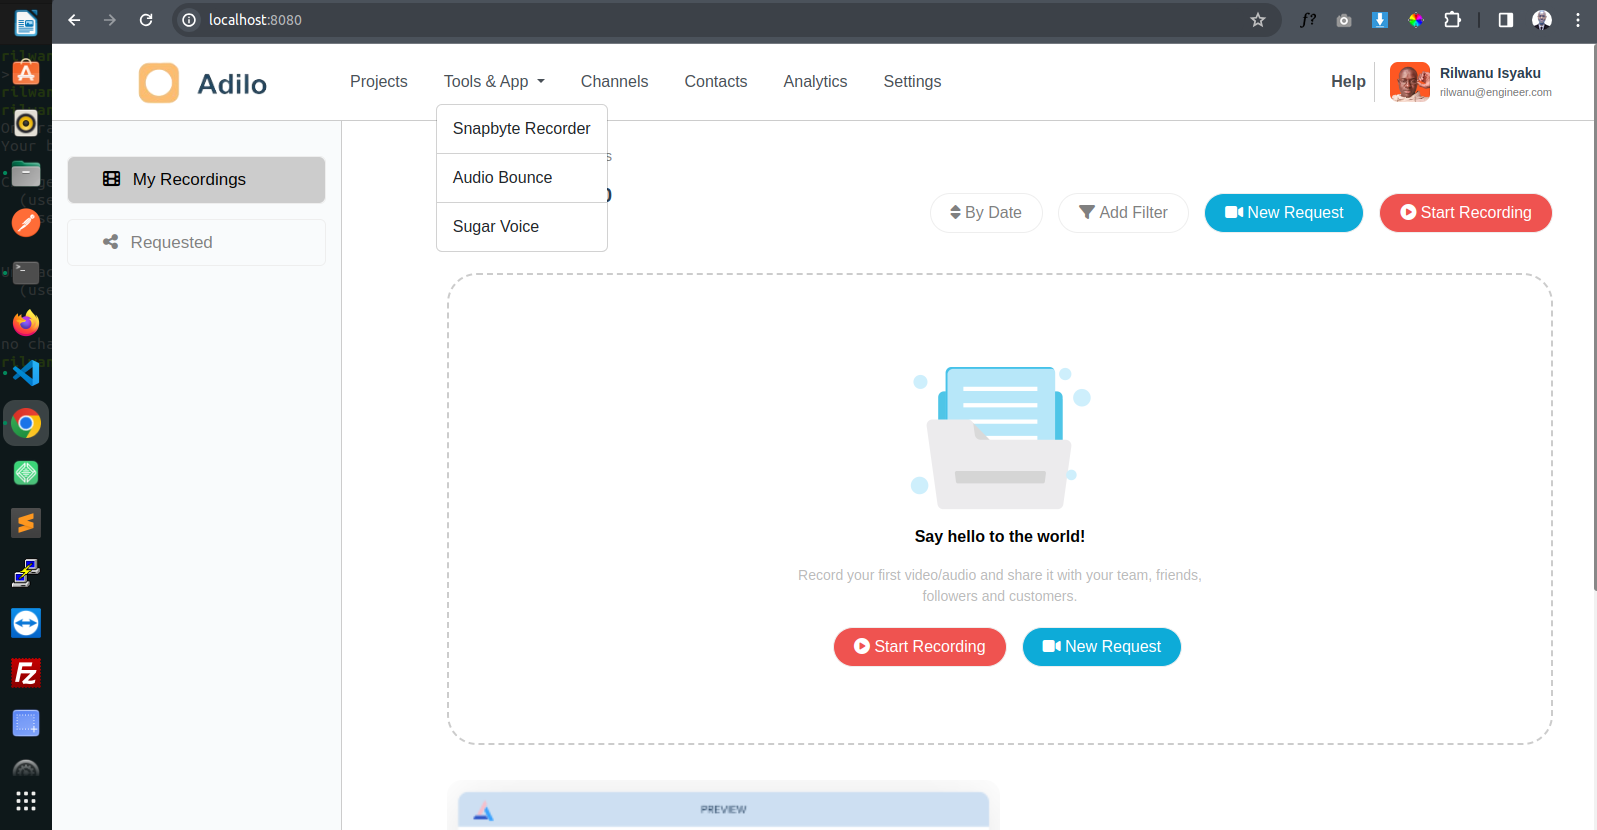 localhost:8080
f?
Adilo
Projects
Tools & App
Channels
Contacts
Analytics
Settings
Help
Rilwanu Isyaku
rilwanu@engineer.com
Snapbyte Recorder
Audio Bounce
Sugar Voice
My Recordings
Requested
By Date
Add Filter
New Request
Start Recording
Say hello to the world!
Record your first video/audio and share it with your team, friends,
followers and customers.
Start Recording
New Request
PREVIEW